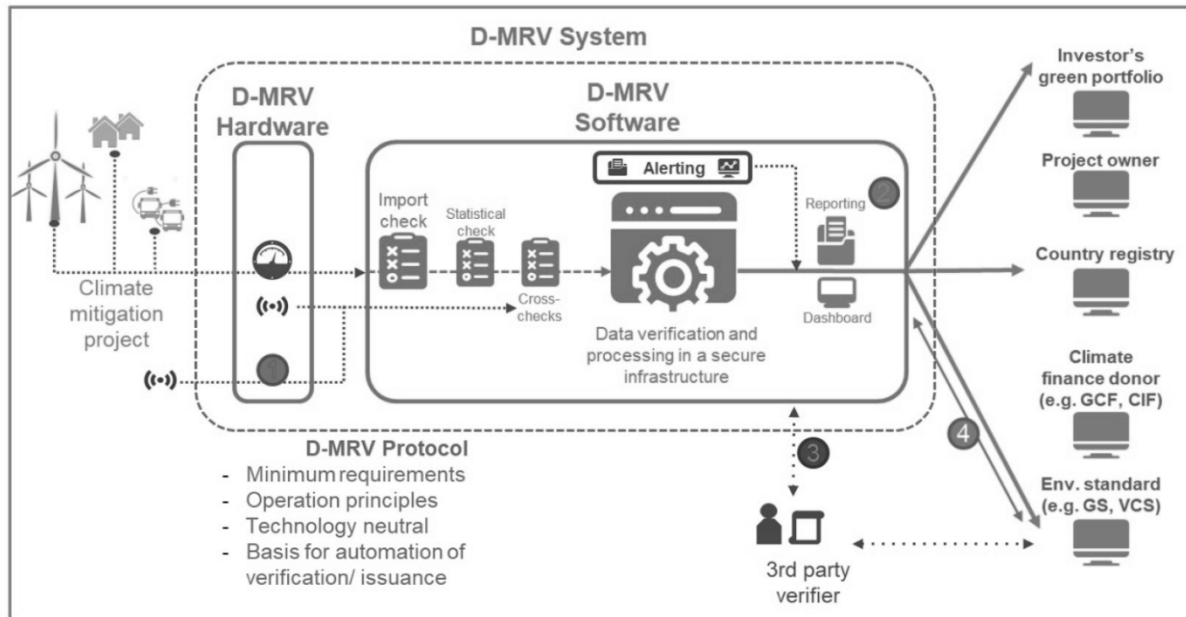 D-MRV System
D-MRV
Hardware
D-MRV
Software
Alerting
Import
check
Statistical
check
Cross-
checks
Reporting
2
Dashboard
Data verification and
processing in a secure
infrastructure
Climate
mitigation
project
1
D-MRV Protocol
- Minimum requirements
- Operation principles
- Technology neutral
- Basis for automation of
verification/ issuance
3
3rd party
verifier
4
Investor's
green portfolio
Project owner
Country registry
Climate
finance donor
(e.g. GCF, CIF)
Env. standard
(e.g. GS, VCS)